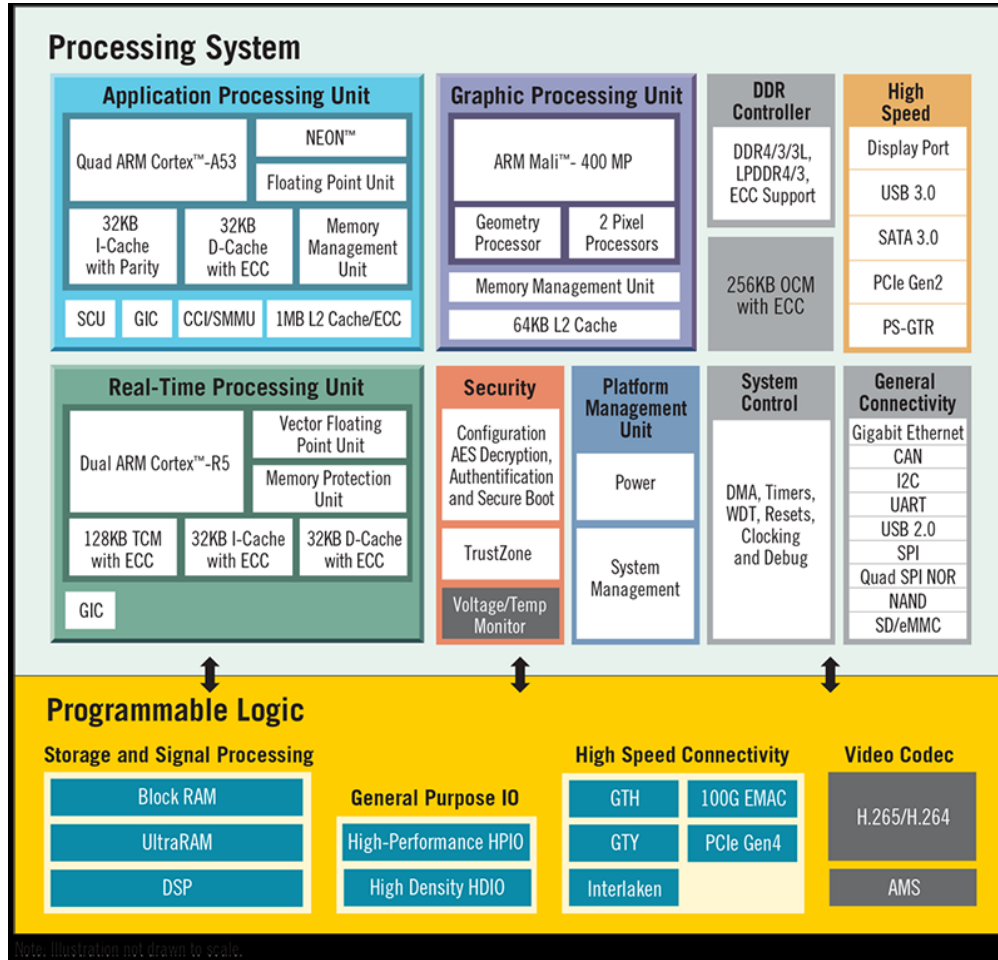 Processing System
Application Processing Unit
Quad ARM Cortex™-A53
NEON™
Floating Point Unit
32KB
I-Cache
with Parity
32KB
D-Cache
with ECC
Memory
Management
Unit
SCU
GIC
CCI/SMMU
1MB L2 Cache/ECC
Graphic Processing Unit
ARM Mali™- 400 MP
Geometry
Processor
2 Pixel
Processors
Memory Management Unit
64KB L2 Cache
DDR
Controller
DDR4/3/3L,
LPDDR4/3,
ECC Support
256KB OCM
with ECC
High
Speed
Display Port
USB 3.0
SATA 3.0
PCIe Gen2
PS-GTR
Real-Time Processing Unit
Dual ARM Cortex™-R5
Vector Floating
Point Unit
Memory Protection
Unit
128KB TCM
with ECC
32KB I-Cache
with ECC
32KB D-Cache
with ECC
GIC
Security
Configuration
AES Decryption,
Authentification
and Secure Boot
TrustZone
Voltage/Temp
Monitor
Platform
Management
Unit
Power
System
Management
System
Control
DMA, Timers,
WDT, Resets,
Clocking
and Debug
General
Connectivity
Gigabit Ethernet
CAN
I2C
UART
USB 2.0
SPI
Quad SPI NOR
NAND
SD/eMMC
Programmable Logic
Storage and Signal Processing
Block RAM
UltraRAM
DSP
General Purpose IO
High-Performance HPIO
High Density HDIO
High Speed Connectivity
GTH
100G EMAC
GTY
PCIe Gen4
Interlaken
Video Codec
H.265/H.264
AMS
Note: Illustration not drawn to scale.